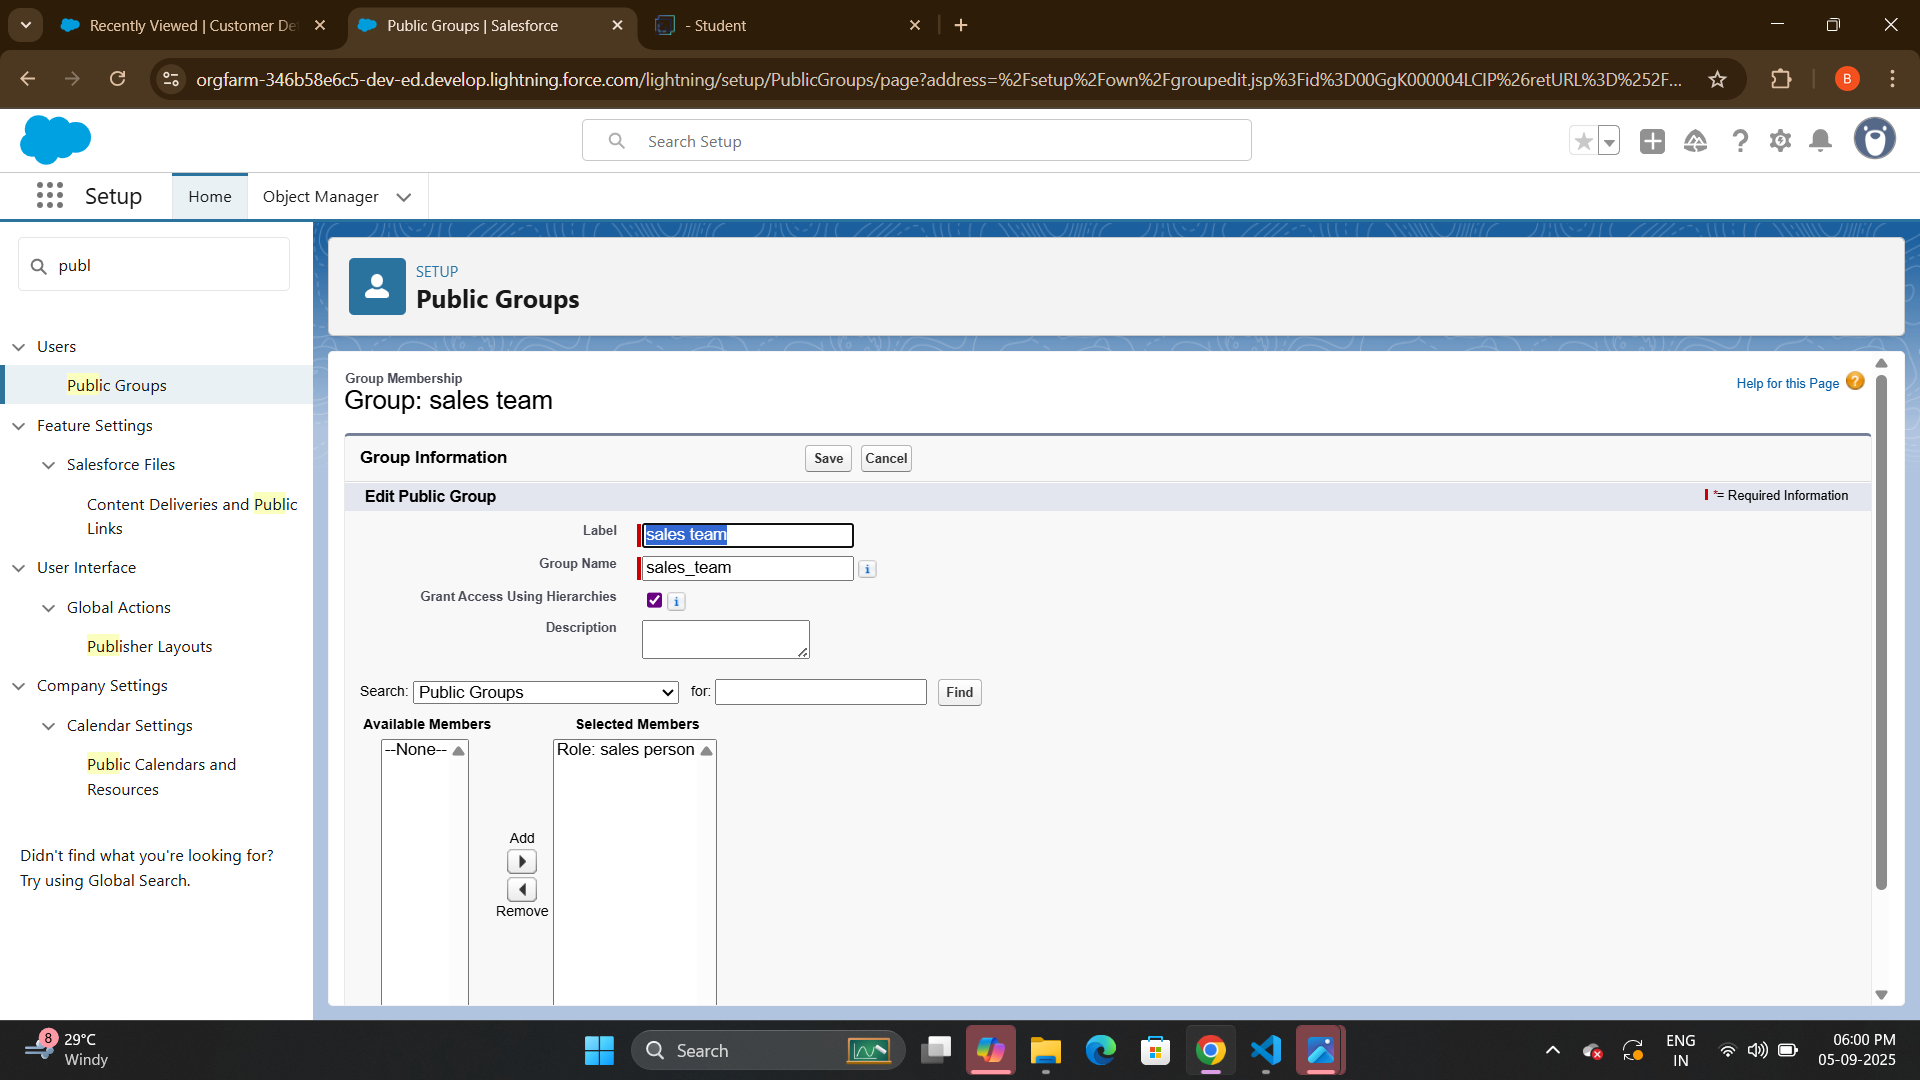 Recently Viewed | Customer De
Public Groups | Salesforce
- Student
orgfarm-346b58e6c5-dev-ed.develop.lightning.force.com/lightning/setup/PublicGroups/page?address=%2Fsetup%2Fown%2Fgroupedit.jsp%3Fid%3D00GgK000004LCIP%26retURL%3D%252F...
B
Search Setup
Setup
Home
Object Manager
publ
Users
Public Groups
Feature Settings
Salesforce Files
Content Deliveries and Public
Links
User Interface
Global Actions
Publisher Layouts
Company Settings
Calendar Settings
Public Calendars and
Resources
Didn't find what you're looking for?
Try using Global Search.
SETUP
Public Groups
Group Membership
Group: sales team
Help for this Page ?
Group Information
Save
Cancel
Edit Public Group
*= Required Information
Label
sales team
Group Name
sales_team
i
Grant Access Using Hierarchies
i
Description
Search:
Public Groups
for:
Find
Available Members
Selected Members
--None--
Role: sales person
Add
Remove
8
29°C
Windy
Search
ENG
IN
06:00 PM
05-09-2025